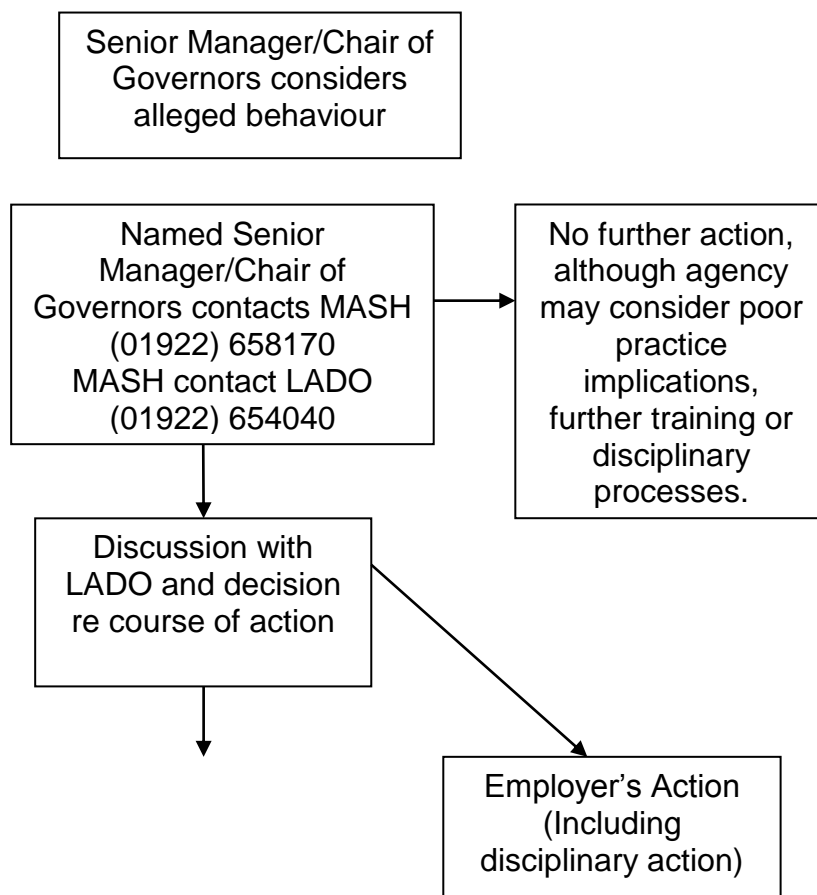 Senior Manager/Chair of
Governors considers
alleged behaviour
Named Senior
Manager/Chair of
Governors contacts MASH
(01922) 658170
MASH contact LADO
(01922) 654040
No further action,
although agency
may consider poor
practice
implications,
further training or
disciplinary
processes.
Discussion with
LADO and decision
re course of action
Employer’s Action
(Including
disciplinary action)